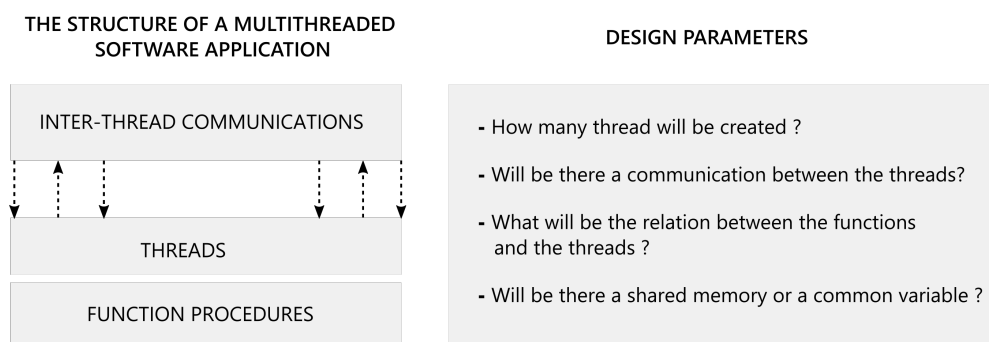 THE STRUCTURE OF A MULTITHREADED
SOFTWARE APPLICATION
INTER-THREAD COMMUNICATIONS
THREADS
FUNCTION PROCEDURES
DESIGN PARAMETERS
- How many thread will be created ?
- Will be there a communication between the threads?
- What will be the relation between the functions
and the threads ?
- Will be there a shared memory or a common variable ?